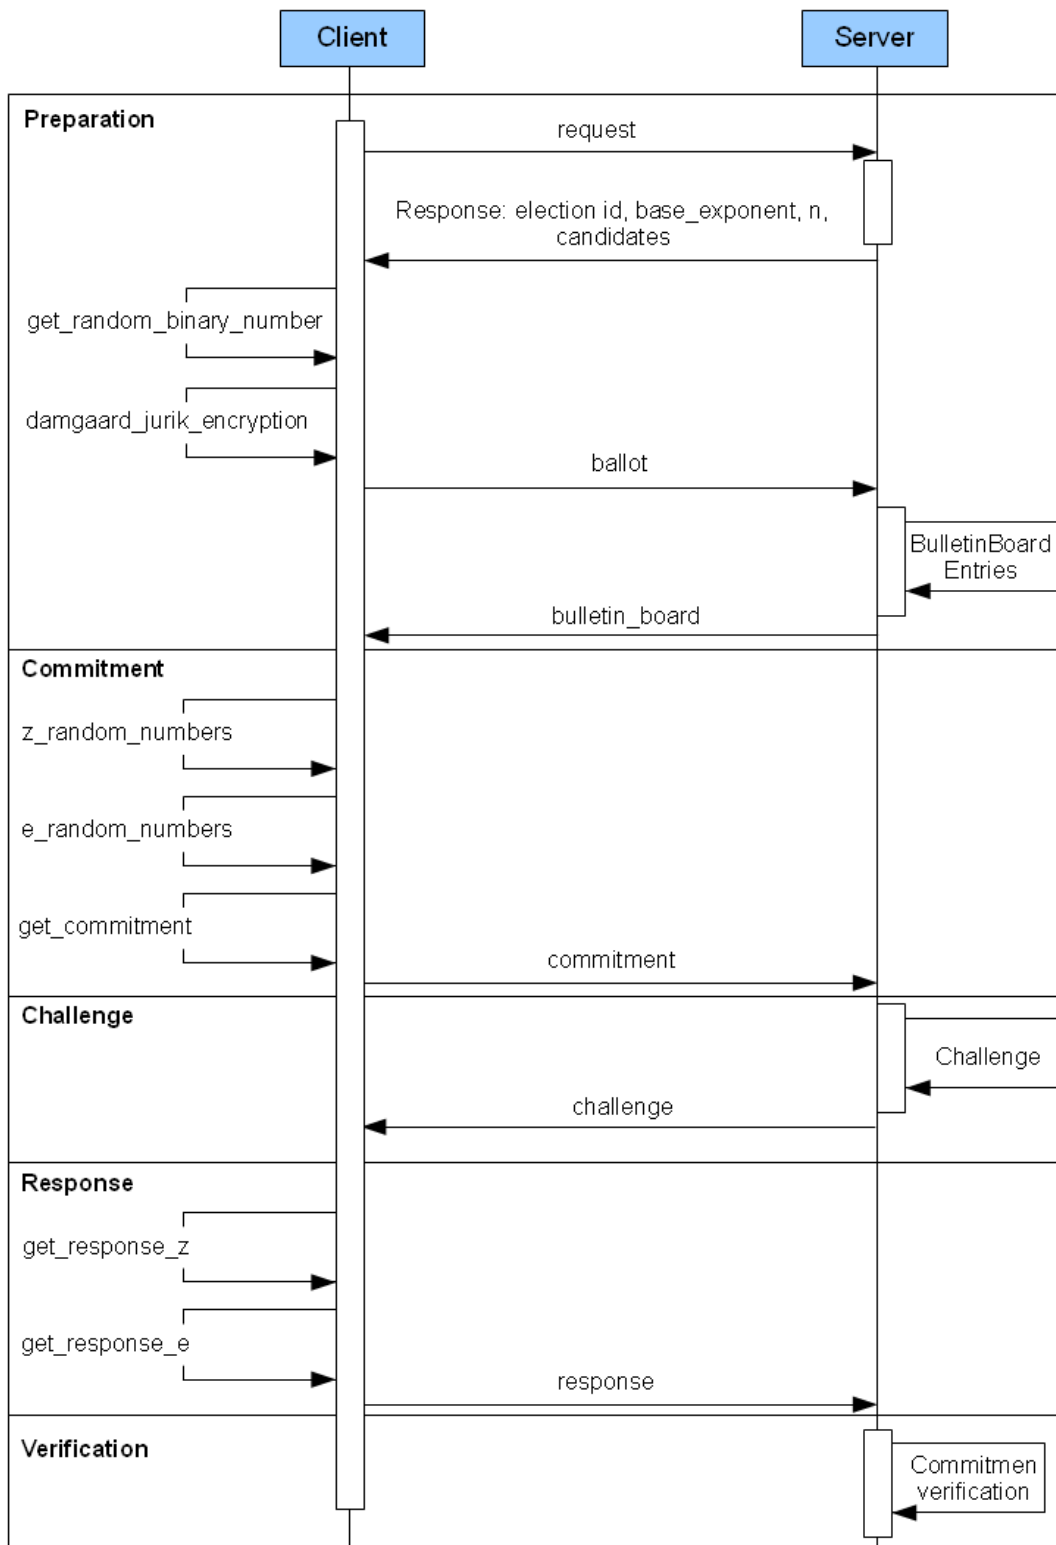 Client
Server
Preparation
request
Response: election id, base_exponent, n,
candidates
get_random_binary_number
damgaard_jurik_encryption
ballot
BulletinBoard
Entries
bulletin_board
Commitment
z_random_numbers
e_random_numbers
get_commitment
commitment
Challenge
Challenge
challenge
Response
get_response_z
get_response_e
response
Verification
Commitmen
verification